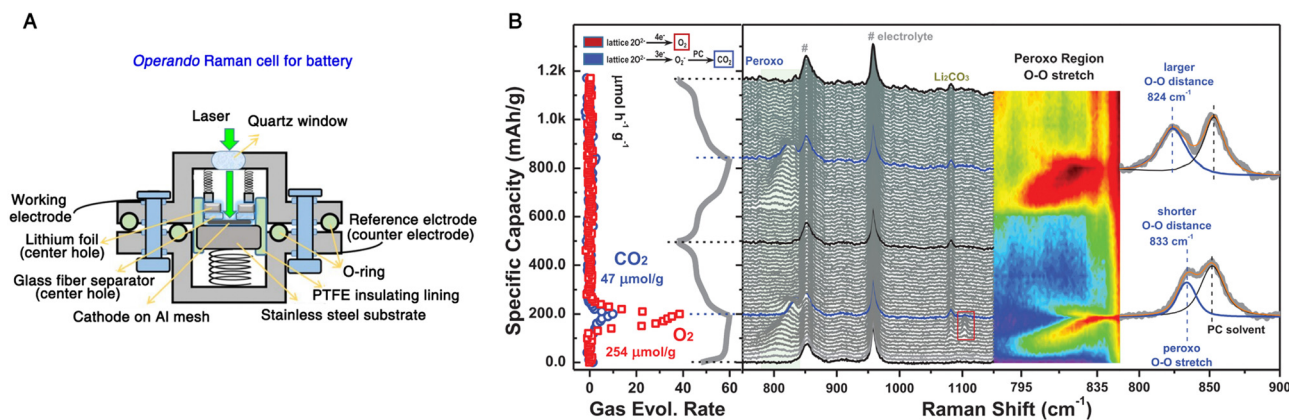 A
Operando Raman cell for battery
Laser
Quartz window
Working
electrode
Lithium foil
(center hole)
Glass fiber separator
(center hole)
Cathode on Al mesh
Reference elctrode
(counter electrode)
O-ring
PTFE insulating lining
Stainless steel substrate
B
Specific Capacity (mAh/g)
1.2k
1.0k
800.0
600.0
400.0
200.0
0.0
lattice 2O²⁻ 4e⁻ O₂
lattice 2O²⁻ 3e⁻ O₂⁻ PC CO₂
μmol h⁻¹ g⁻¹
CO₂
47 μmol/g
O₂
254 μmol/g
0 20 40 60
Gas Evol. Rate
Peroxo
#
# electrolyte
Li₂CO₃
800 900 1000 1100
Peroxo Region
O-O stretch
795 835
larger
O-O distance
824 cm⁻¹
shorter
O-O distance
833 cm⁻¹
PC solvent
peroxo
O-O stretch
800 850 900
Raman Shift (cm⁻¹)